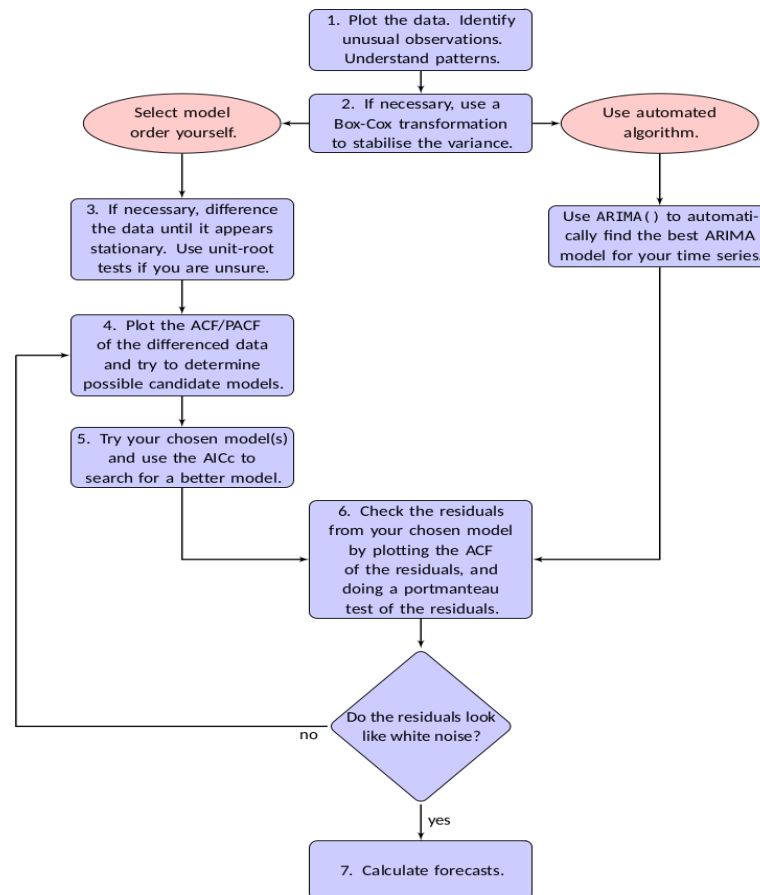 1. Plot the data. Identify
unusual observations.
Understand patterns.
Select model
order yourself.
2. If necessary, use a
Box-Cox transformation
to stabilise the variance.
Use automated
algorithm.
3. If necessary, difference
the data until it appears
stationary. Use unit-root
tests if you are unsure.
Use ARIMA() to automati-
cally find the best ARIMA
model for your time series.
4. Plot the ACF/PACF
of the differenced data
and try to determine
possible candidate models.
5. Try your chosen model(s)
and use the AICc to
search for a better model.
6. Check the residuals
from your chosen model
by plotting the ACF
of the residuals, and
doing a portmanteau
test of the residuals.
Do the residuals look
like white noise?
no
yes
7. Calculate forecasts.